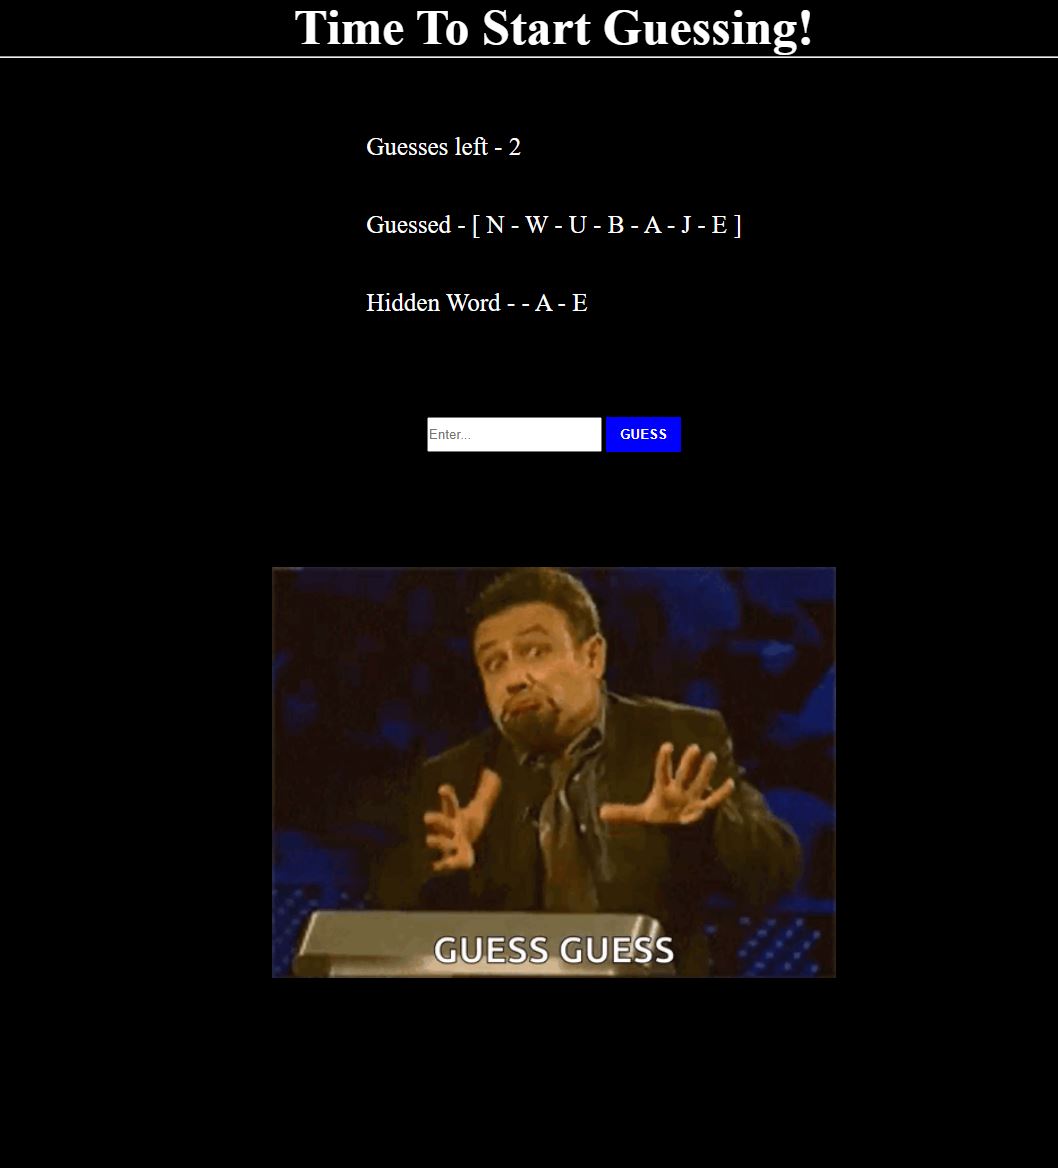 Time To Start Guessing!
Guesses left - 2
Guessed - [ N - W - U - B - A - J - E ]
Hidden Word - - A - E
Enter... GUESS
GUESS GUESS